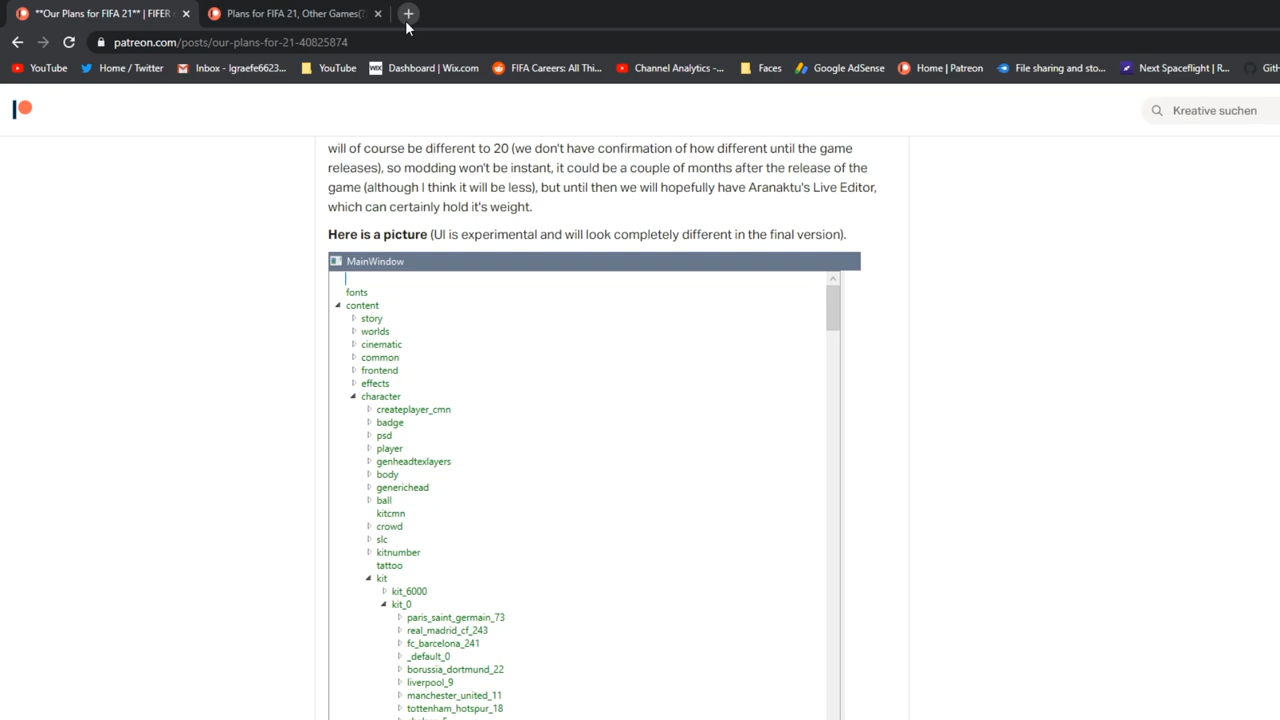 **Our Plans for FIFA 21** | FIFER
Plans for FIFA 21, Other Games(?
patreon.com/posts/our-plans-for-21-40825874
YouTube
Home / Twitter
Inbox - lgraefe6623...
YouTube
WIX
Dashboard | Wix.com
FIFA Careers: All Thi...
Channel Analytics -...
Faces
Google AdSense
Home | Patreon
File sharing and sto...
Next Spaceflight | R...
GitH
Kreative suchen
will of course be different to 20 (we don't have confirmation of how different until the game
releases), so modding won't be instant, it could be a couple of months after the release of the
game (although I think it will be less), but until then we will hopefully have Aranaktu's Live Editor,
which can certainly hold it's weight.
Here is a picture (UI is experimental and will look completely different in the final version).
MainWindow
fonts
content
story
worlds
cinematic
common
frontend
effects
character
createplayer_cmn
badge
psd
player
genheadtexlayers
body
generichead
ball
kitcmn
crowd
slc
kitnumber
tattoo
kit
kit_6000
kit_0
paris_saint_germain_73
real_madrid_cf_243
fc_barcelona_241
_default_0
borussia_dortmund_22
liverpool_9
manchester_united_11
tottenham_hotspur_18